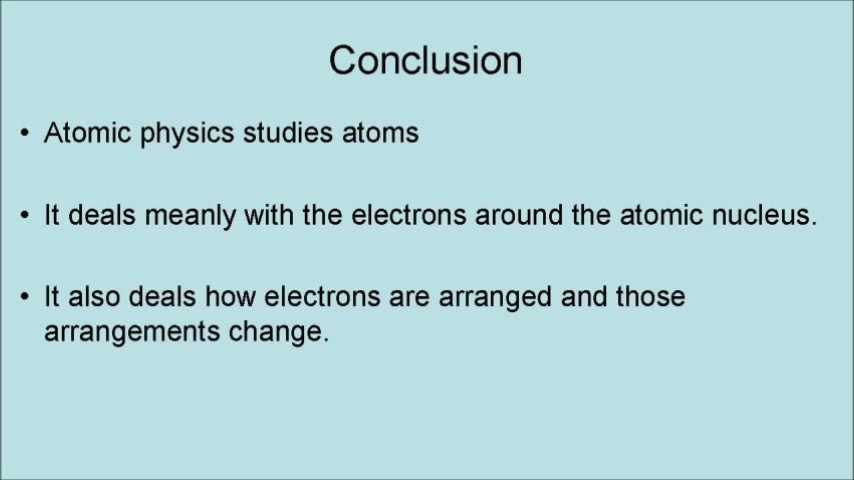 Conclusion
• Atomic physics studies atoms
• It deals meanly with the electrons around the atomic nucleus.
• It also deals how electrons are arranged and those
arrangements change.